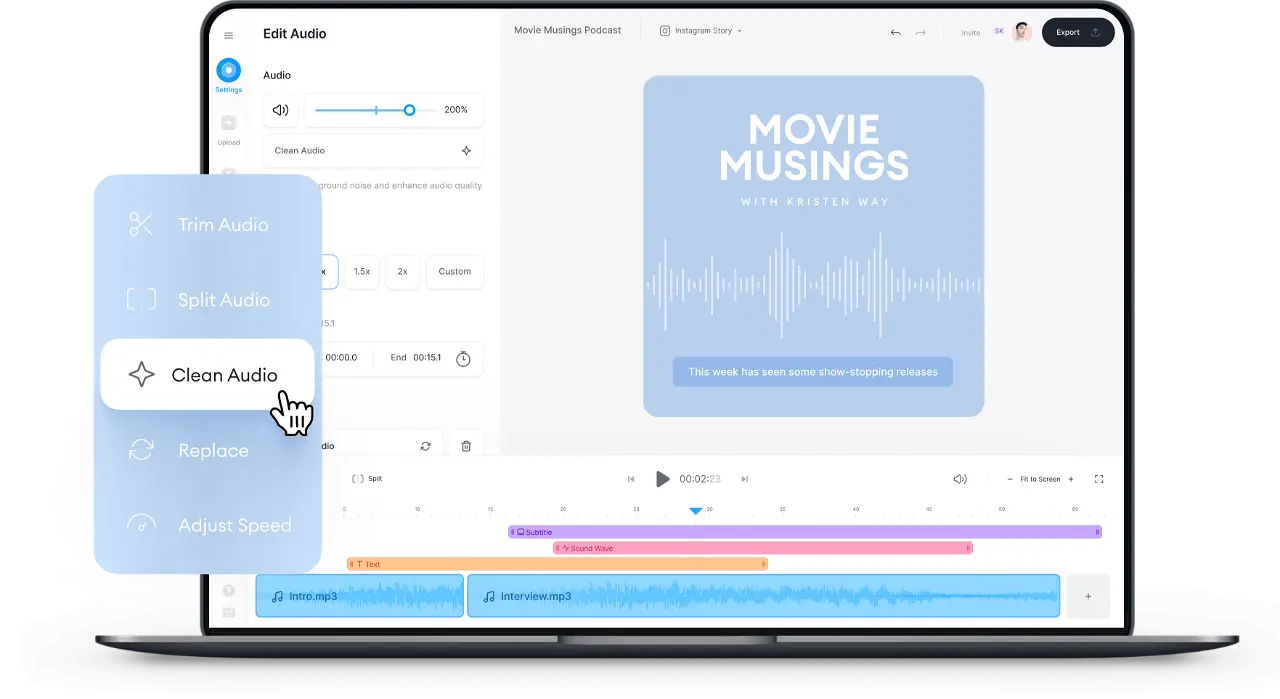 Edit Audio
Movie Musings Podcast
Instagram Story
Invite
SK
Export
Settings
Audio
200%
Upload
Clean Audio
ground noise and enhance audio quality
MOVIE
MUSINGS
WITH KRISTEN WAY
This week has seen some show-stopping releases
Trim Audio
Split Audio
Clean Audio
Replace
Adjust Speed
x
1.5x
2x
Custom
15.1
00:00.0
End 00:15.1
dio
Split
00:02:23
− Fit to Screen +
5 10 15 20 25 30 35 40 45 50 60
Subtitle
Sound Wave
Text
Intro.mp3
Interview.mp3
+